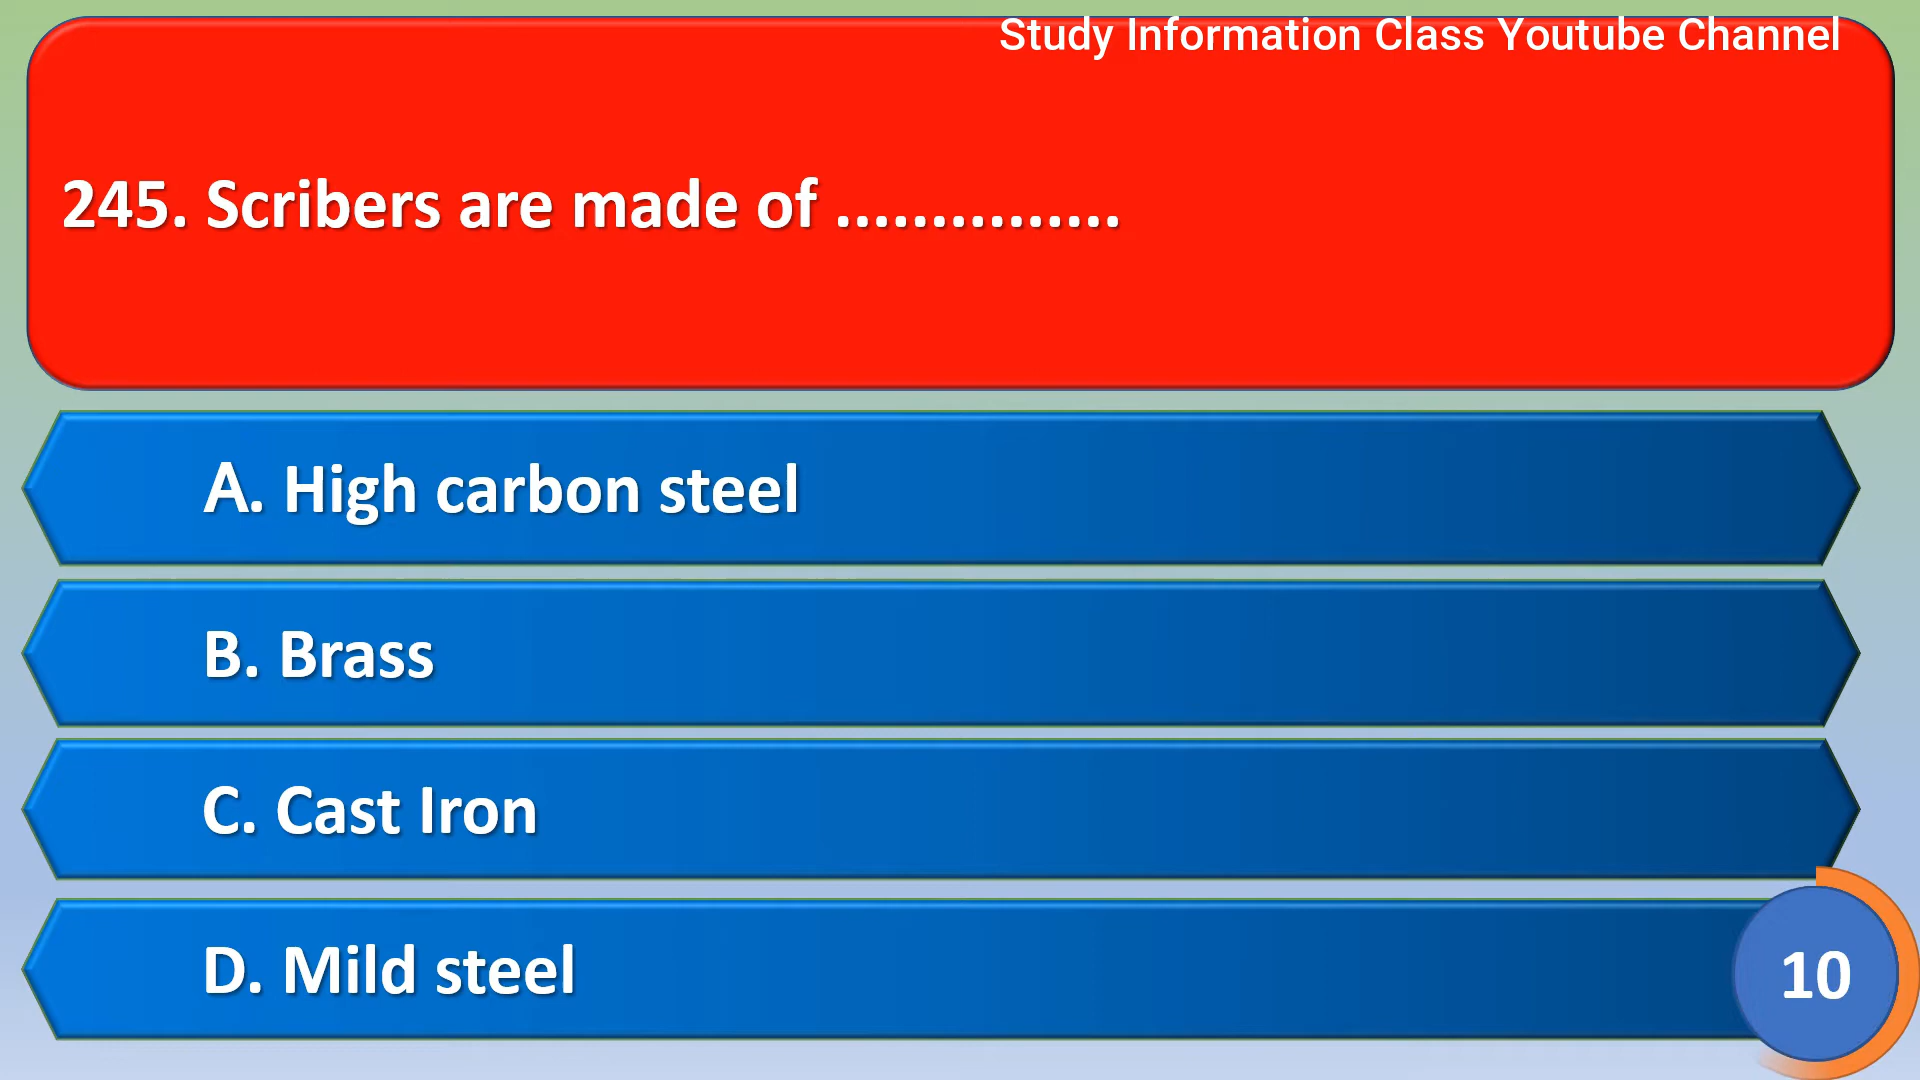 Study Information Class Youtube Channel
245. Scribers are made of ...............
A. High carbon steel
B. Brass
C. Cast Iron
D. Mild steel
10